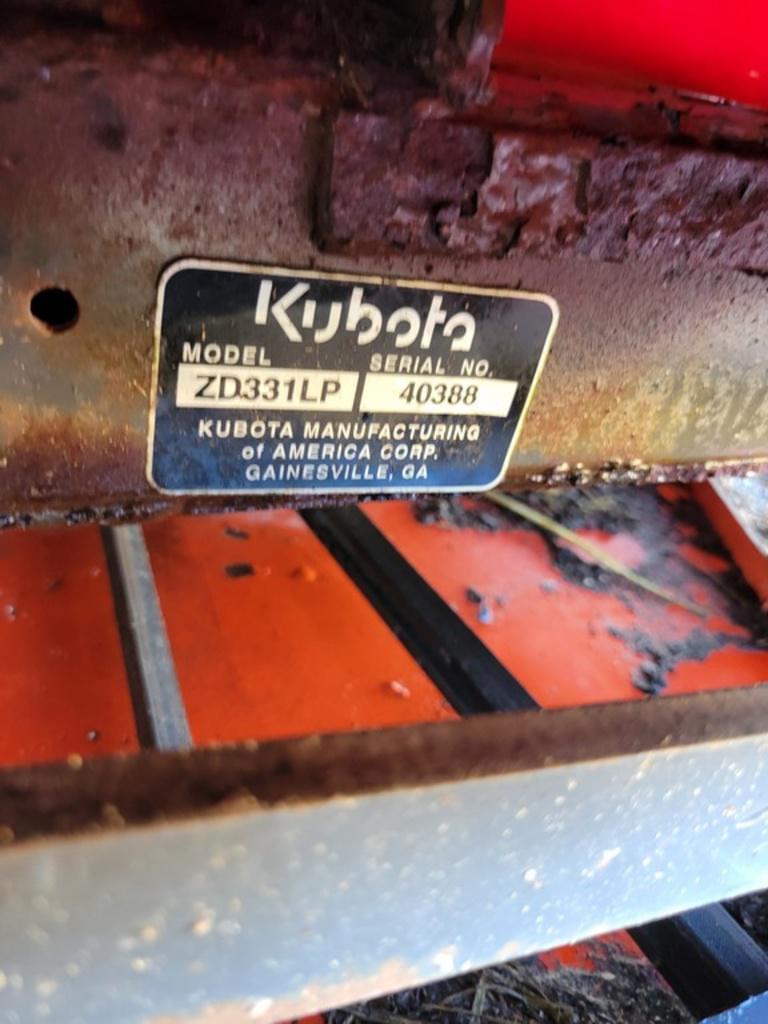 Kubota
MODEL SERIAL NO.
ZD331LP 40388
KUBOTA MANUFACTURING
of AMERICA CORP.
GAINESVILLE, GA